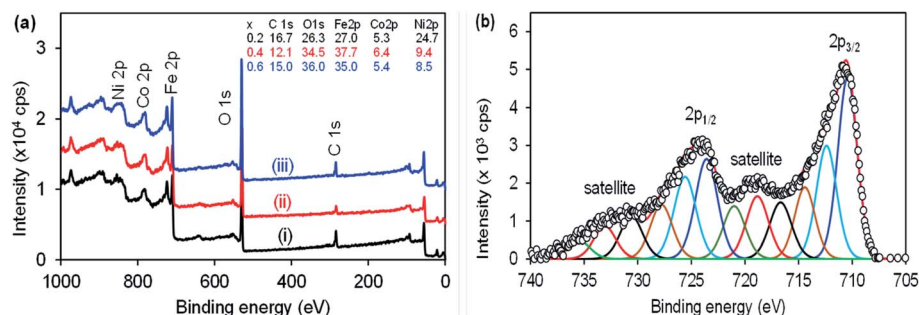 (a)
x C 1s O1s Fe2p Co2p Ni2p
0.2 16.7 26.3 27.0 5.3 24.7
0.4 12.1 34.5 37.7 6.4 9.4
0.6 15.0 36.0 35.0 5.4 8.5
Ni 2p
Co 2p
Fe 2p
O 1s
C 1s
(iii)
(ii)
(i)
Intensity (x10⁴ cps)
3
2
1
0
1000 800 600 400 200 0
Binding energy (eV)
(b)
2p3/2
2p1/2
satellite
satellite
Intensity (x 10³ cps)
6
5
4
3
2
1
0
740 735 730 725 720 715 710 705
Binding energy (eV)